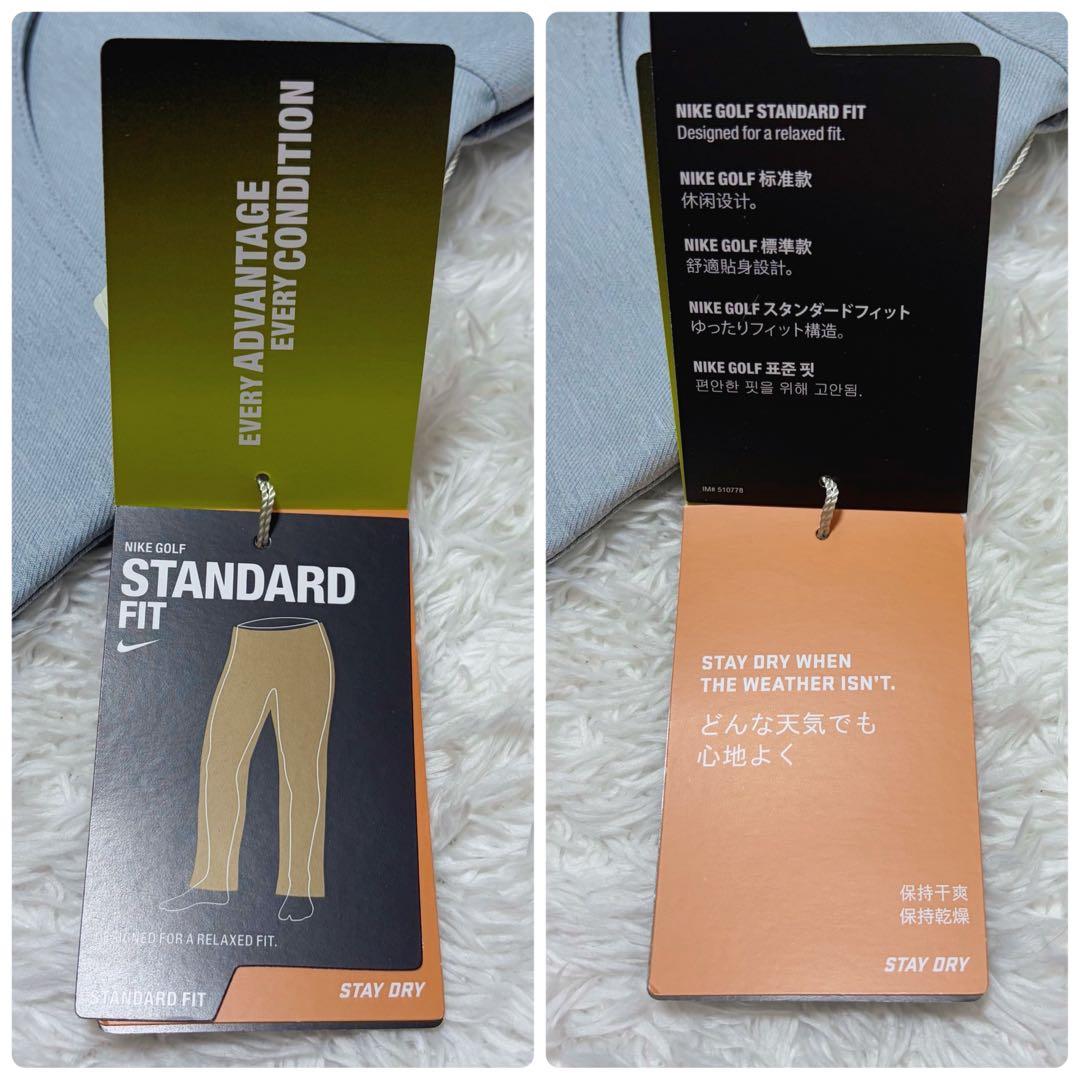 EVERY ADVANTAGE
EVERY CONDITION
NIKE GOLF
STANDARD
FIT
DESIGNED FOR A RELAXED FIT.
STANDARD FIT
STAY DRY
NIKE GOLF STANDARD FIT
Designed for a relaxed fit.
NIKE GOLF 标准款
休闲设计。
NIKE GOLF 標準款
舒適貼身設計。
NIKE GOLF スタンダードフィット
ゆったりフィット構造。
NIKE GOLF 표준 핏
편안한 핏을 위해 고안됨.
IM# 510778
STAY DRY WHEN
THE WEATHER ISN'T.
どんな天気でも
心地よく
保持干爽
保持乾燥
STAY DRY